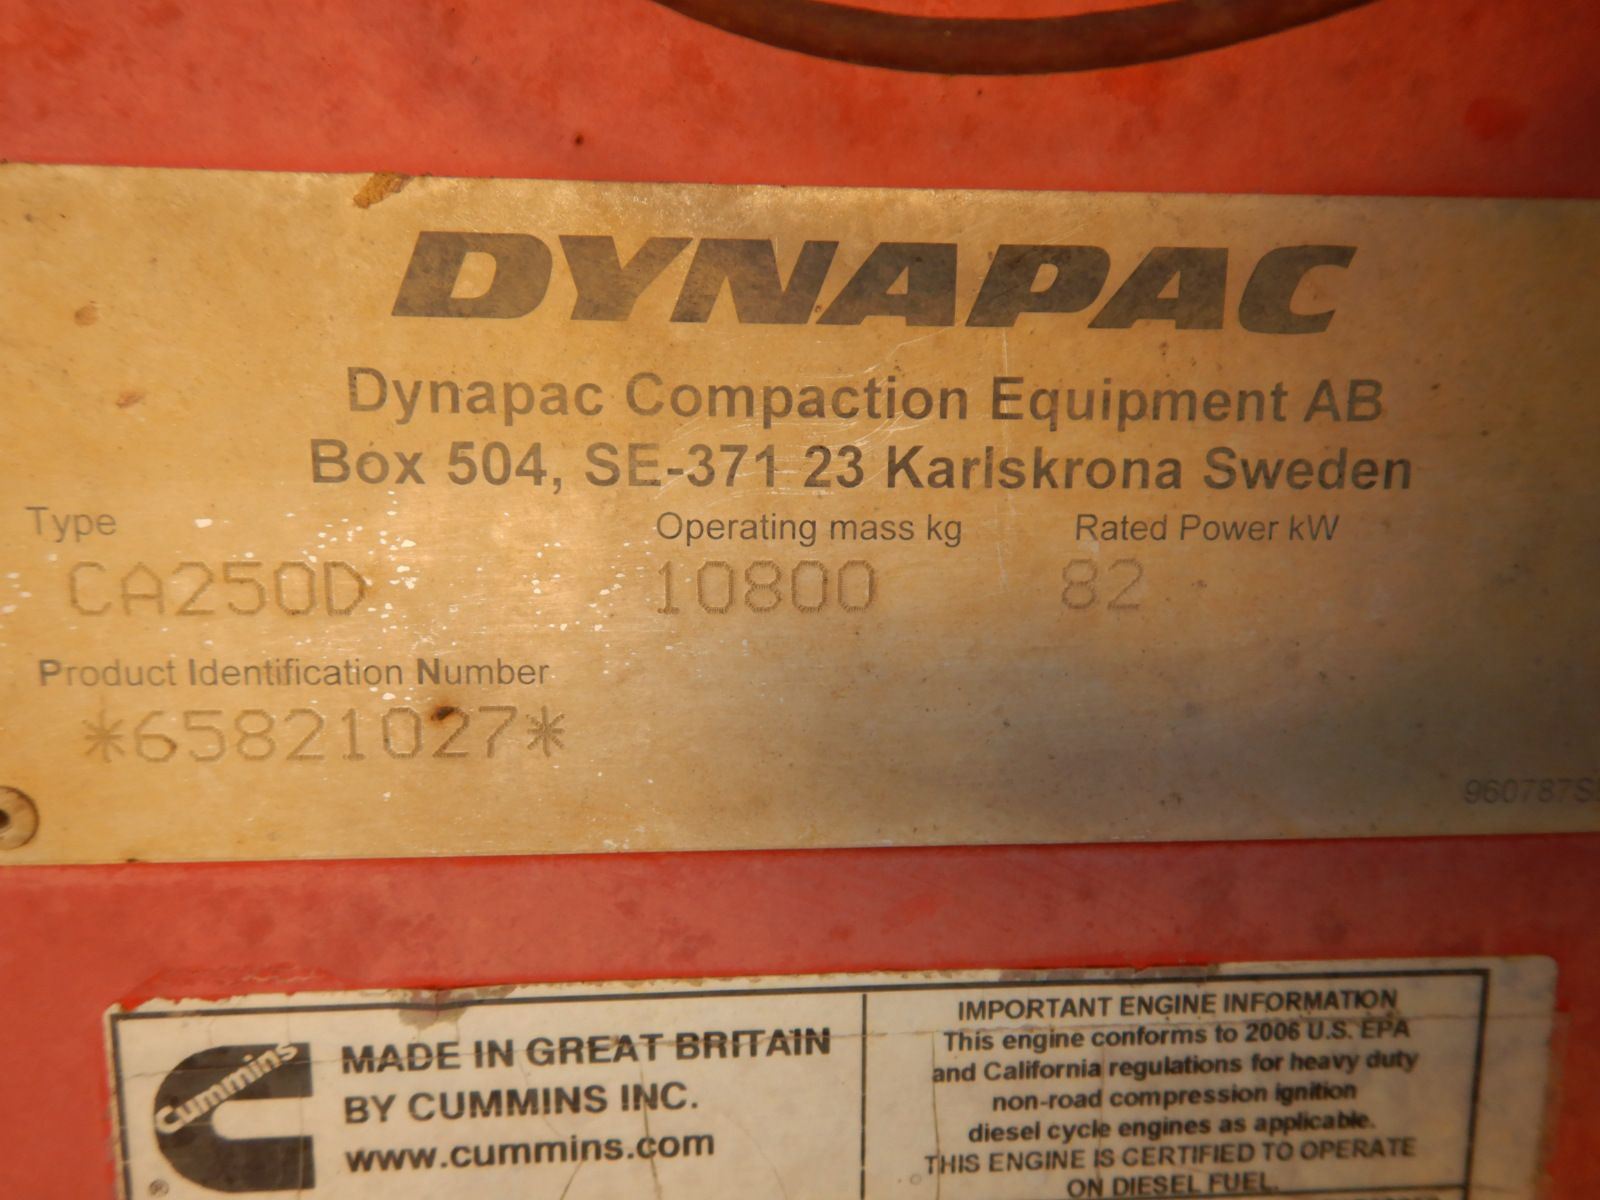 DYNAPAC
Dynapac Compaction Equipment AB
Box 504, SE-371 23 Karlskrona Sweden
Type Operating mass kg Rated Power kW
CA250D 10800 82
Product Identification Number
*65821027*
Cummins
®
MADE IN GREAT BRITAIN
BY CUMMINS INC.
www.cummins.com
IMPORTANT ENGINE INFORMATION
This engine conforms to 2006 U.S. EPA
and California regulations for heavy duty
non-road compression ignition
diesel cycle engines as applicable.
THIS ENGINE IS CERTIFIED TO OPERATE
ON DIESEL FUEL.